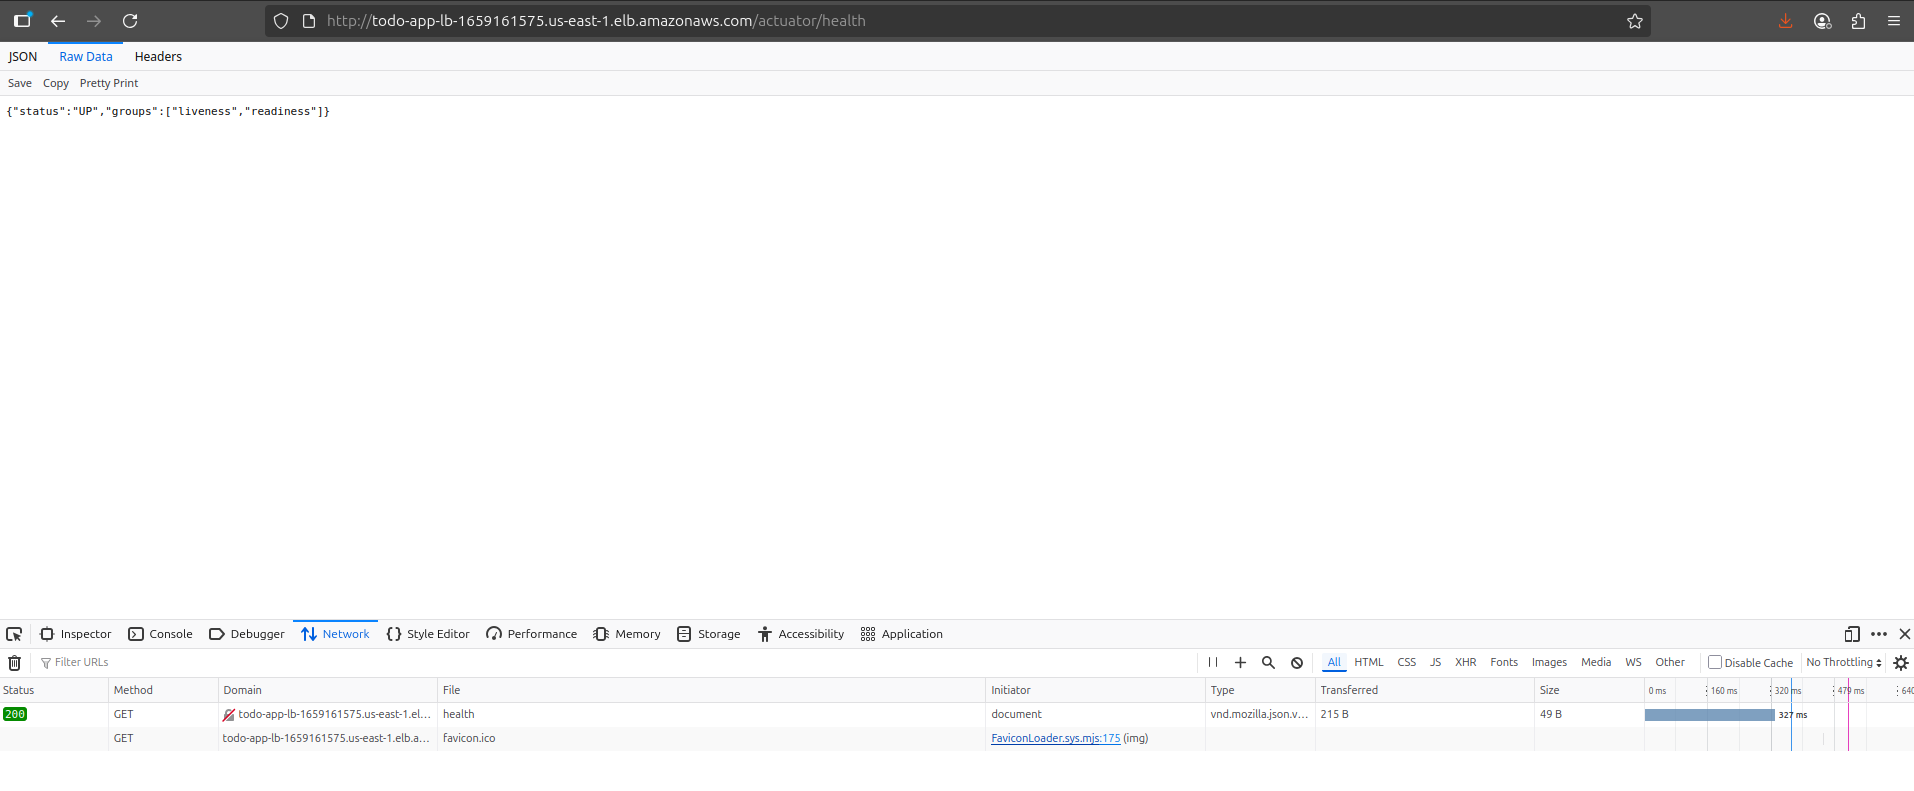 http://todo-app-lb-1659161575.us-east-1.elb.amazonaws.com/actuator/health
JSON Raw Data Headers
Save Copy Pretty Print
{"status":"UP","groups":["liveness","readiness"]}
Inspector Console Debugger Network Style Editor Performance Memory Storage Accessibility Application
Filter URLs All HTML CSS JS XHR Fonts Images Media WS Other Disable Cache No Throttling
Status Method Domain File Initiator Type Transferred Size 0 ms 160 ms 320 ms 479 ms 640
200 GET todo-app-lb-1659161575.us-east-1.el... health document vnd.mozilla.json.v... 215 B 49 B 327 ms
GET todo-app-lb-1659161575.us-east-1.elb.a... favicon.ico FaviconLoader.sys.mjs:175 (img)